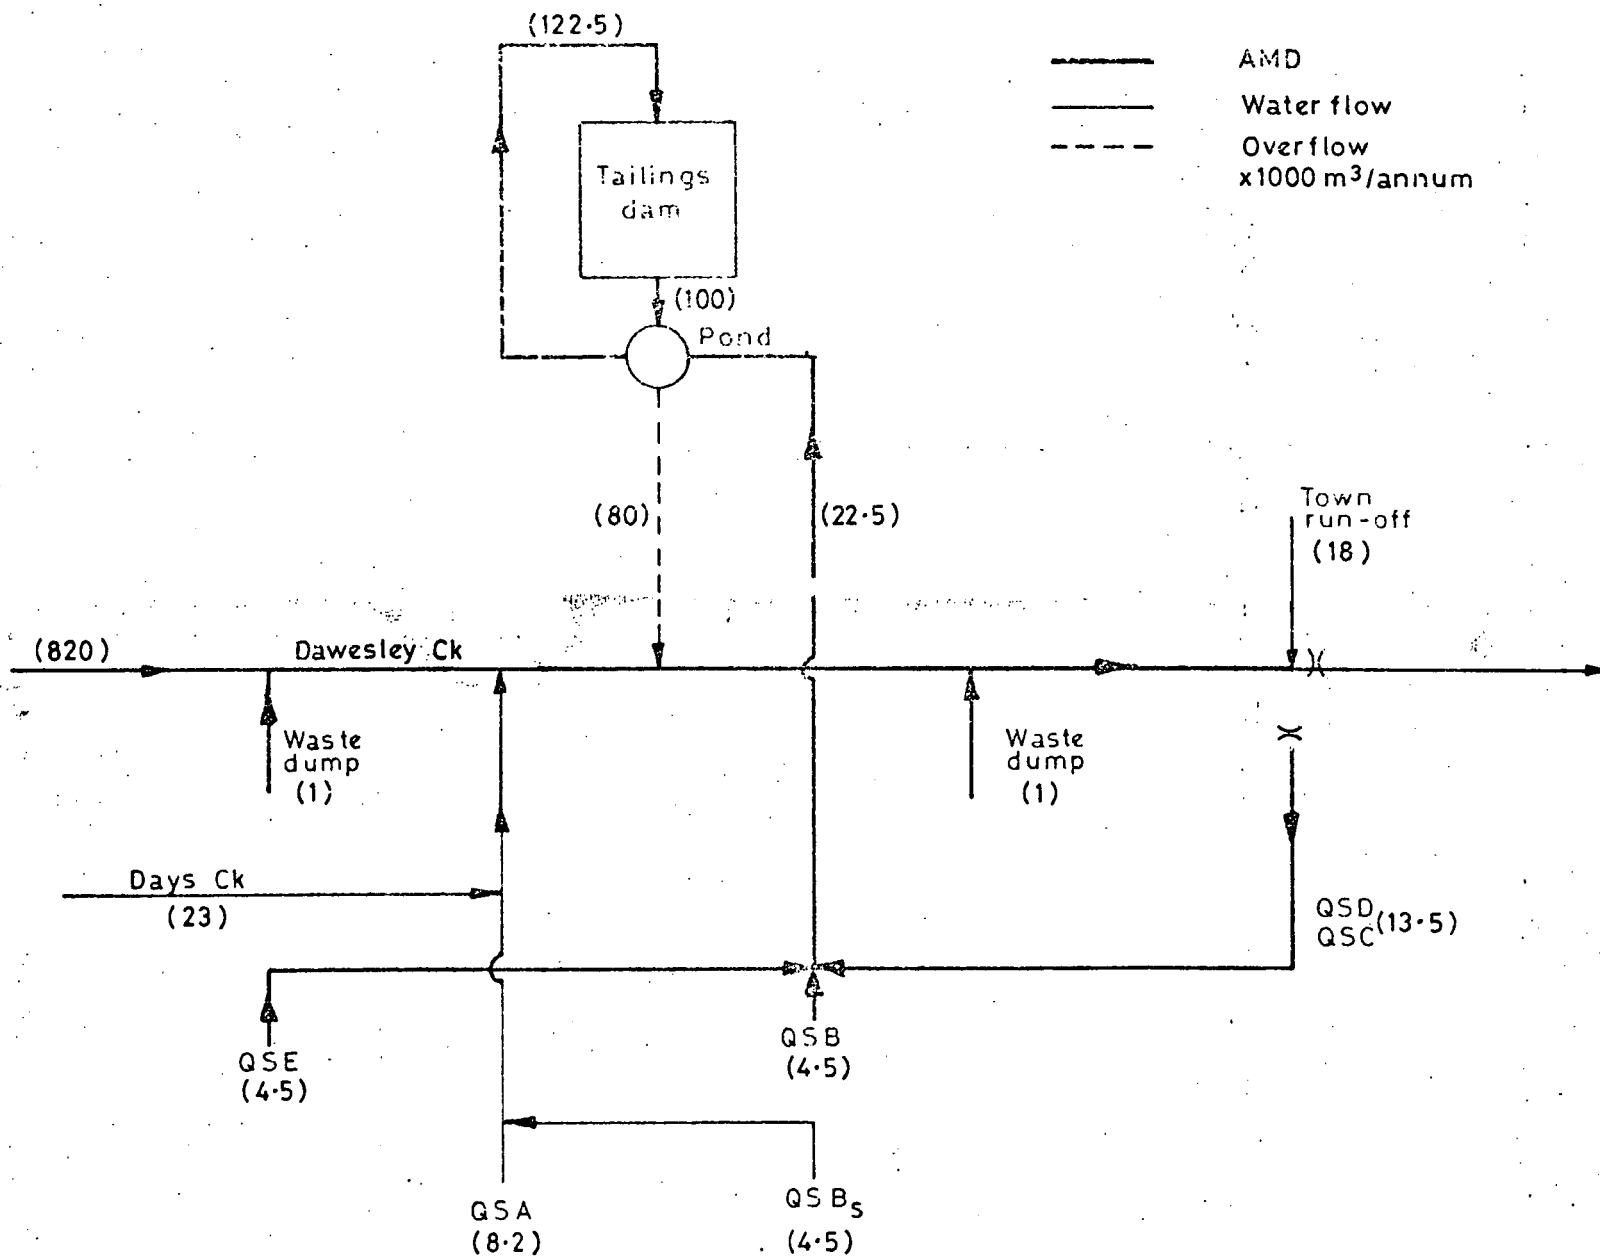 (122·5)
AMD
Water flow
Overflow
x1000 m³/annum
Tailings
dam
(100)
Pond
(80)
(22·5)
Town
run-off
(18)
(820)
Dawesley Ck
Waste
dump
(1)
Waste
dump
(1)
Days Ck
(23)
QSD
QSC
(13·5)
QSE
(4·5)
QSB
(4·5)
QSA
(8·2)
QSBs
(4·5)